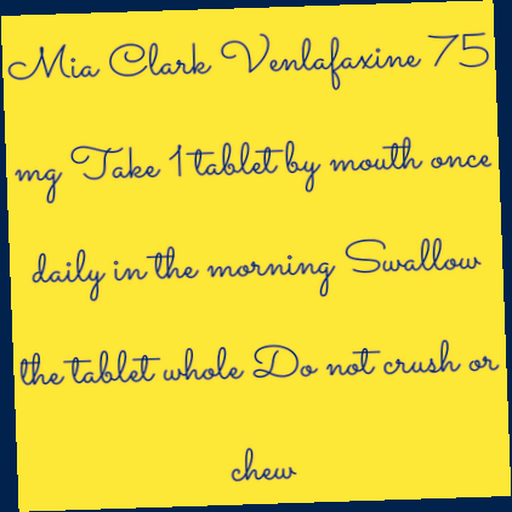 Mia Clark Venlafaxine 75
mg Take 1 tablet by mouth once
daily in the morning Swallow
the tablet whole Do not crush or
chew